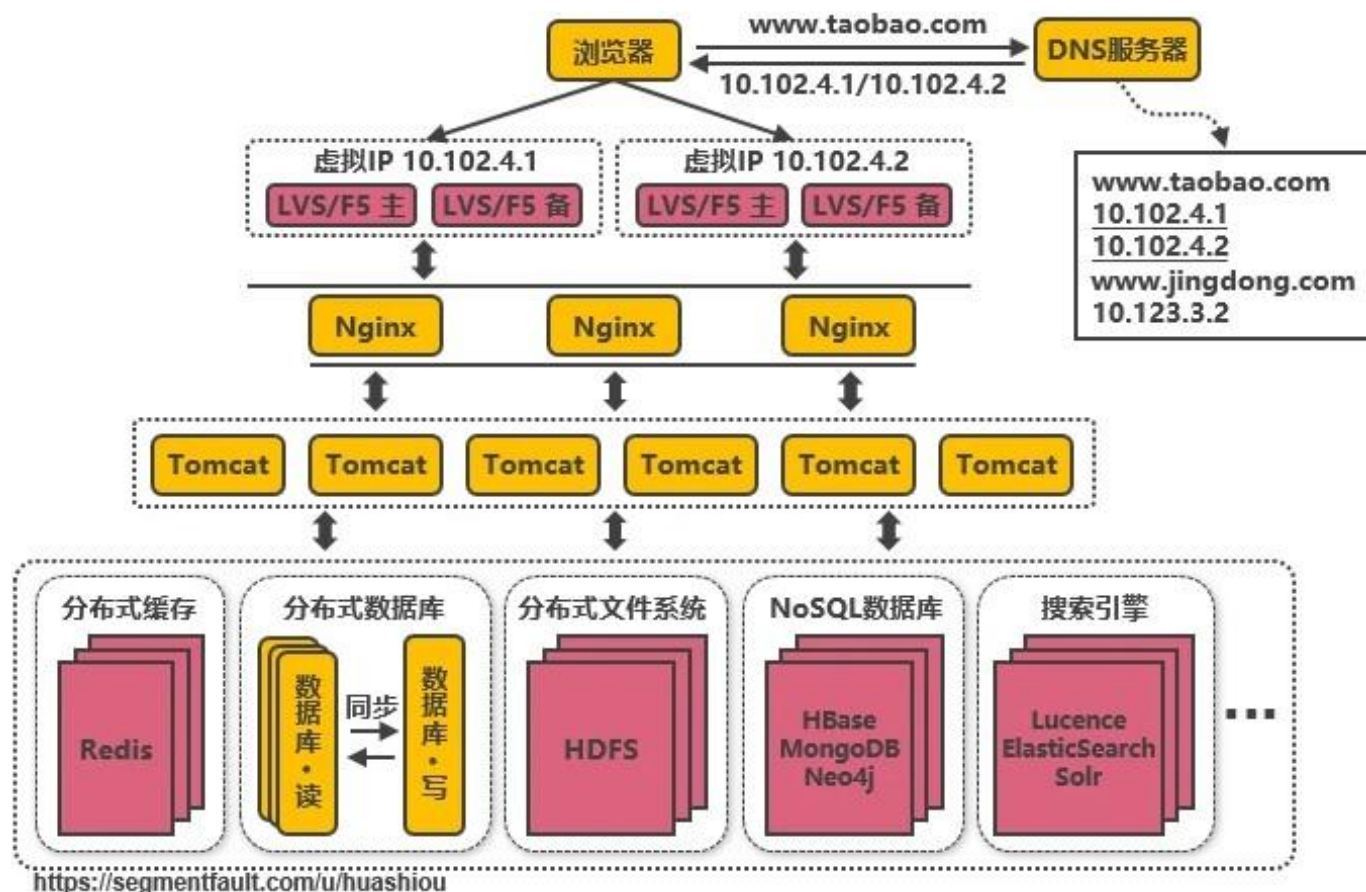 www.taobao.com
浏览器
DNS服务器
10.102.4.1/10.102.4.2
虚拟IP 10.102.4.1
虚拟IP 10.102.4.2
LVS/F5 主
LVS/F5 备
LVS/F5 主
LVS/F5 备
www.taobao.com
10.102.4.1
10.102.4.2
www.jingdong.com
10.123.3.2
Nginx
Nginx
Nginx
Tomcat
Tomcat
Tomcat
Tomcat
Tomcat
Tomcat
分布式缓存
Redis
分布式数据库
数据库·读
同步
数据库·写
分布式文件系统
HDFS
NoSQL数据库
HBase
MongoDB
Neo4j
搜索引擎
Lucence
ElasticSearch
Solr
...
https://segmentfault.com/u/huashiou